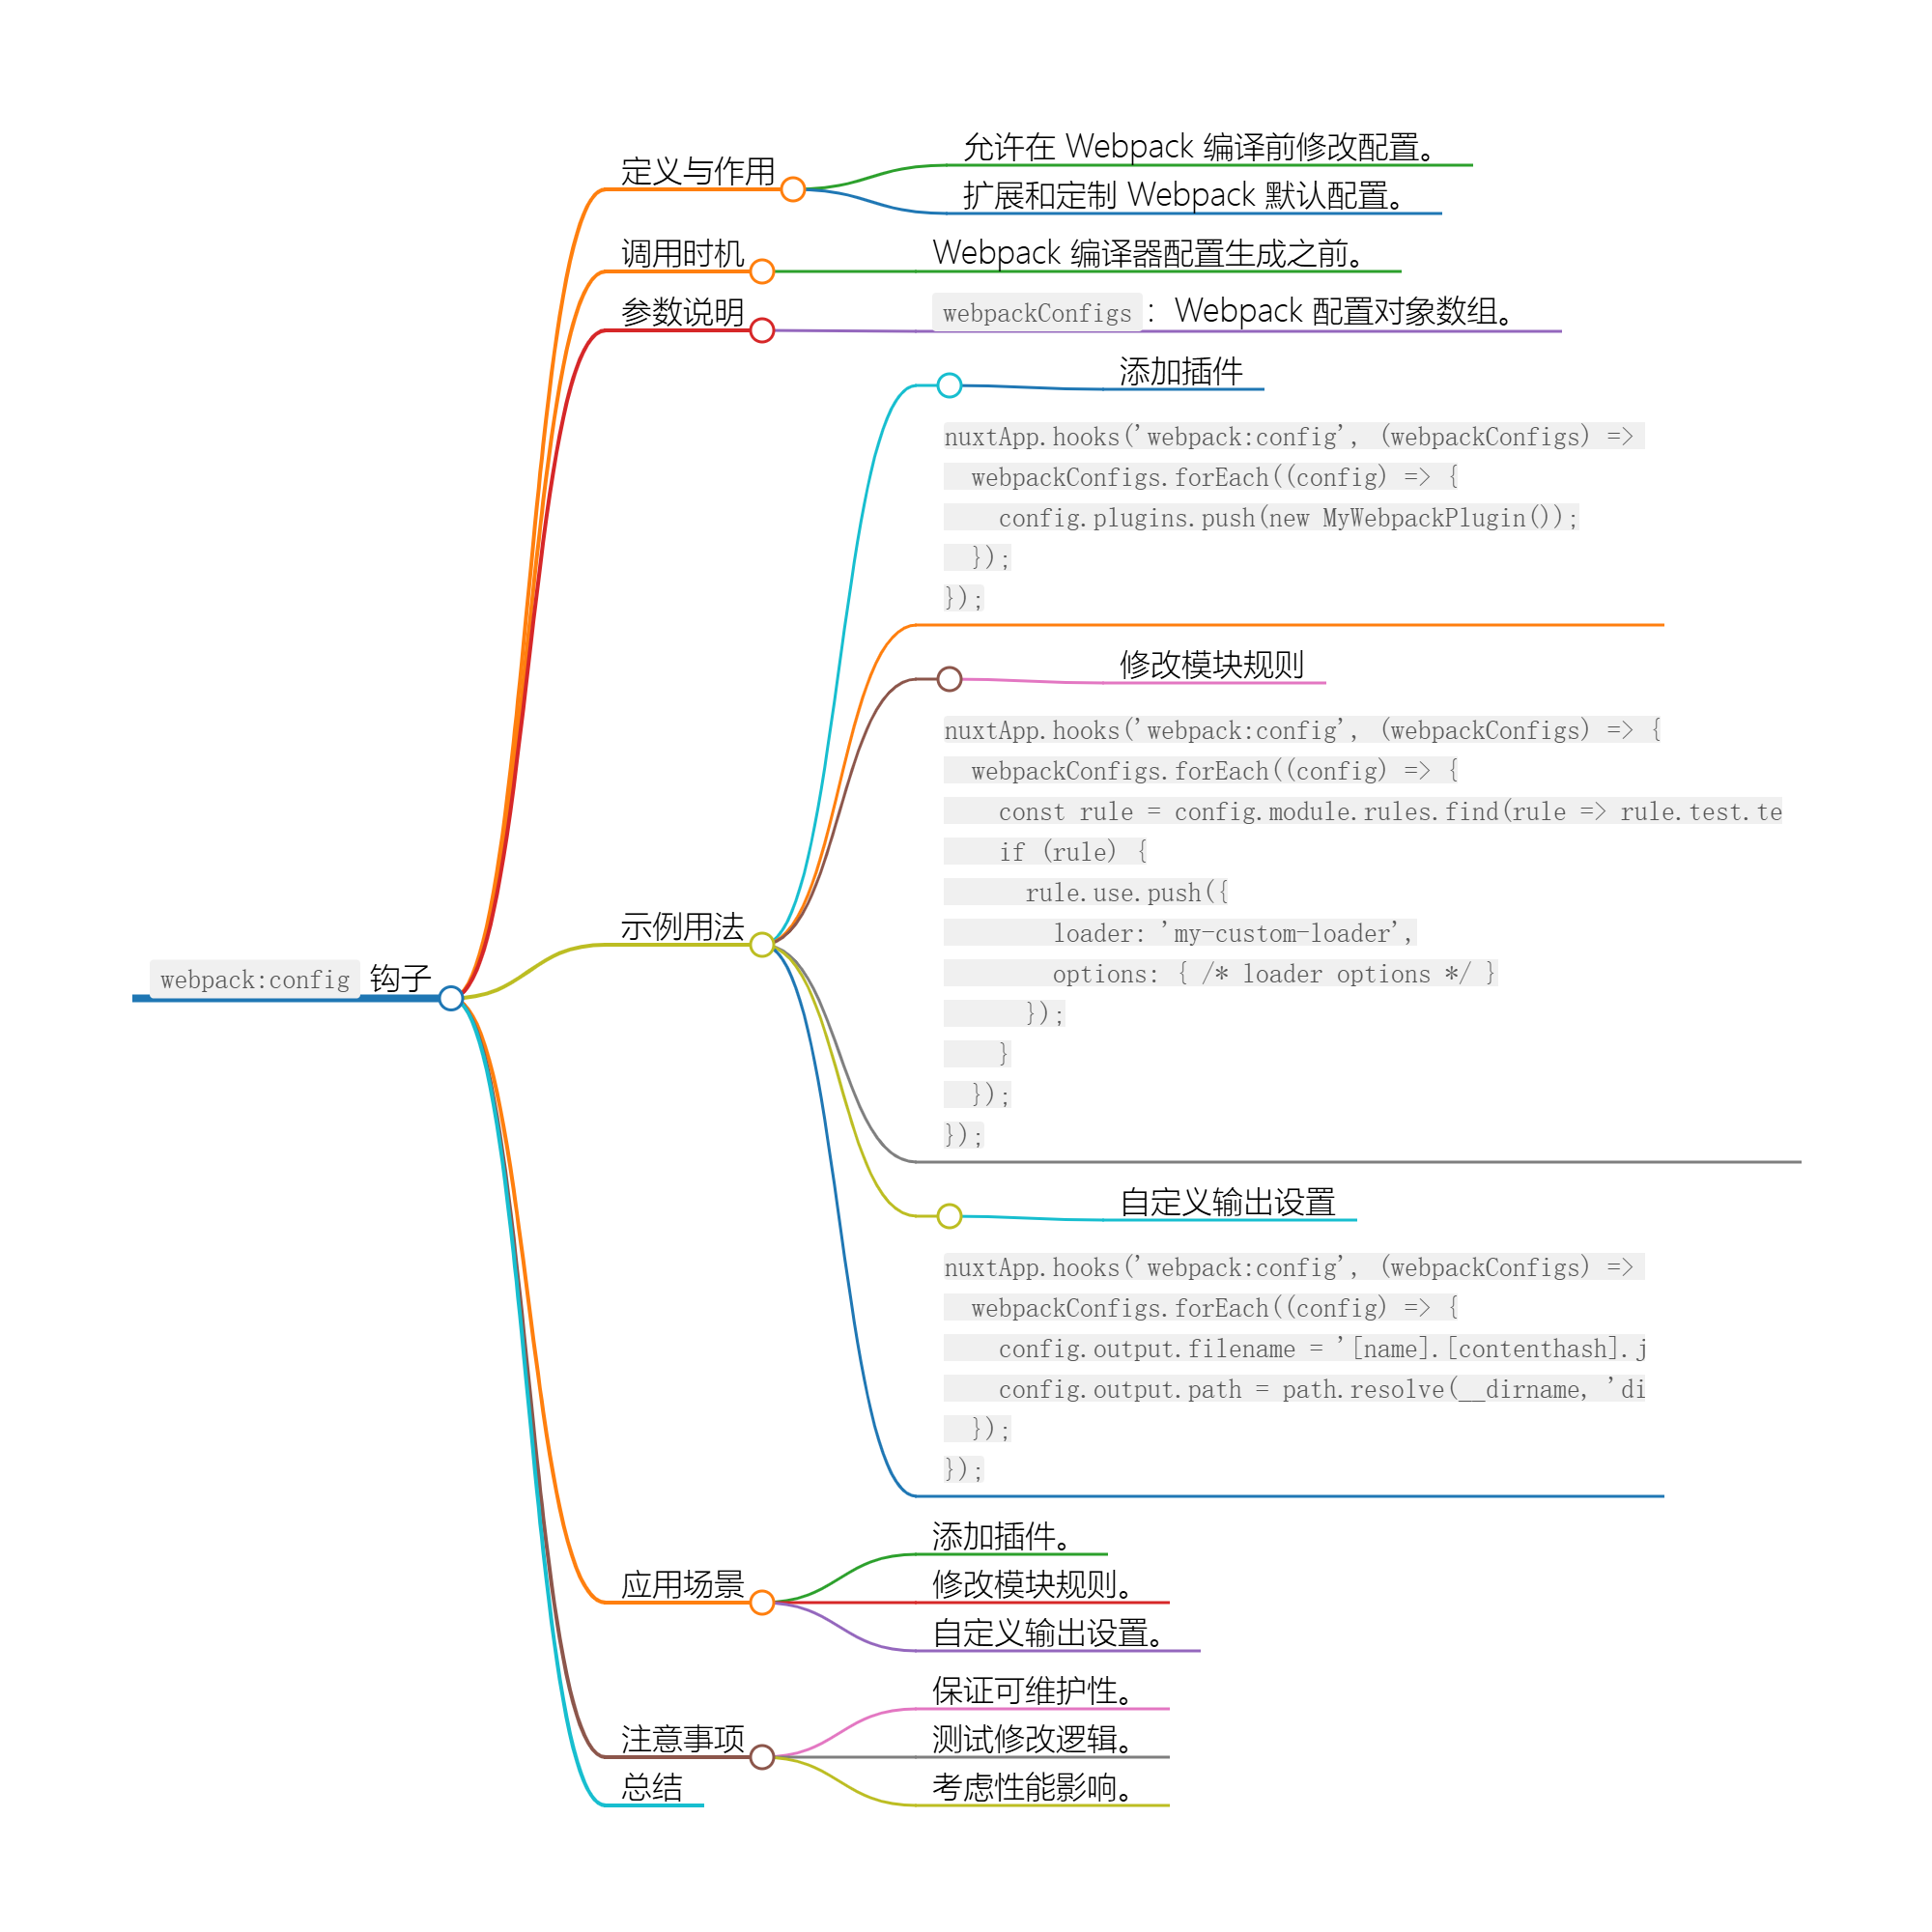 webpack:config 钩子
定义与作用
允许在 Webpack 编译前修改配置。
扩展和定制 Webpack 默认配置。
调用时机
Webpack 编译器配置生成之前。
参数说明
webpackConfigs : Webpack 配置对象数组。
示例用法
添加插件
nuxtApp.hooks('webpack:config', (webpackConfigs) =>
  webpackConfigs.forEach((config) => {
    config.plugins.push(new MyWebpackPlugin());
  });
});
修改模块规则
nuxtApp.hooks('webpack:config', (webpackConfigs) => {
  webpackConfigs.forEach((config) => {
    const rule = config.module.rules.find(rule => rule.test.te
    if (rule) {
      rule.use.push({
        loader: 'my-custom-loader',
        options: { /* loader options */ }
      });
    }
  });
});
自定义输出设置
nuxtApp.hooks('webpack:config', (webpackConfigs) =>
  webpackConfigs.forEach((config) => {
    config.output.filename = '[name].[contenthash].j
    config.output.path = path.resolve(__dirname, 'di
  });
});
应用场景
添加插件。
修改模块规则。
自定义输出设置。
注意事项
保证可维护性。
测试修改逻辑。
考虑性能影响。
总结